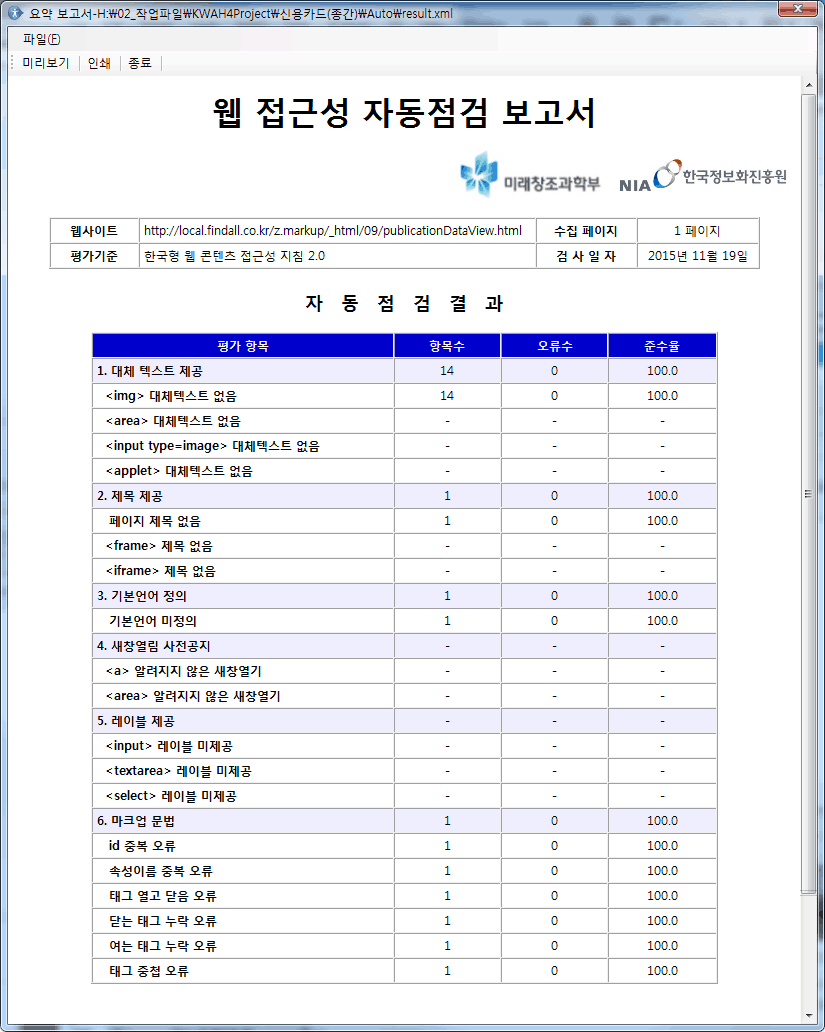 요약 보고서-H:\02_작업파일\KWAH4Project\신용카드(종간)\Auto\result.xml
파일(F)
미리보기 인쇄 종료
웹 접근성 자동점검 보고서
미래창조과학부 NIA 한국정보화진흥원
웹사이트 http://local.findall.co.kr/z.markup/_html/09/publicationDataView.html 수집 페이지 1 페이지
평가기준 한국형 웹 콘텐츠 접근성 지침 2.0 검 사 일 자 2015년 11월 19일
자 동 점 검 결 과
평가 항목 항목수 오류수 준수율
1. 대체 텍스트 제공 14 0 100.0
<img> 대체텍스트 없음 14 0 100.0
<area> 대체텍스트 없음 - - -
<input type=image> 대체텍스트 없음 - - -
<applet> 대체텍스트 없음 - - -
2. 제목 제공 1 0 100.0
페이지 제목 없음 1 0 100.0
<frame> 제목 없음 - - -
<iframe> 제목 없음 - - -
3. 기본언어 정의 1 0 100.0
기본언어 미정의 1 0 100.0
4. 새창열림 사전공지 - - -
<a> 알려지지 않은 새창열기 - - -
<area> 알려지지 않은 새창열기 - - -
5. 레이블 제공 - - -
<input> 레이블 미제공 - - -
<textarea> 레이블 미제공 - - -
<select> 레이블 미제공 - - -
6. 마크업 문법 1 0 100.0
id 중복 오류 1 0 100.0
속성이름 중복 오류 1 0 100.0
태그 열고 닫음 오류 1 0 100.0
닫는 태그 누락 오류 1 0 100.0
여는 태그 누락 오류 1 0 100.0
태그 중첩 오류 1 0 100.0